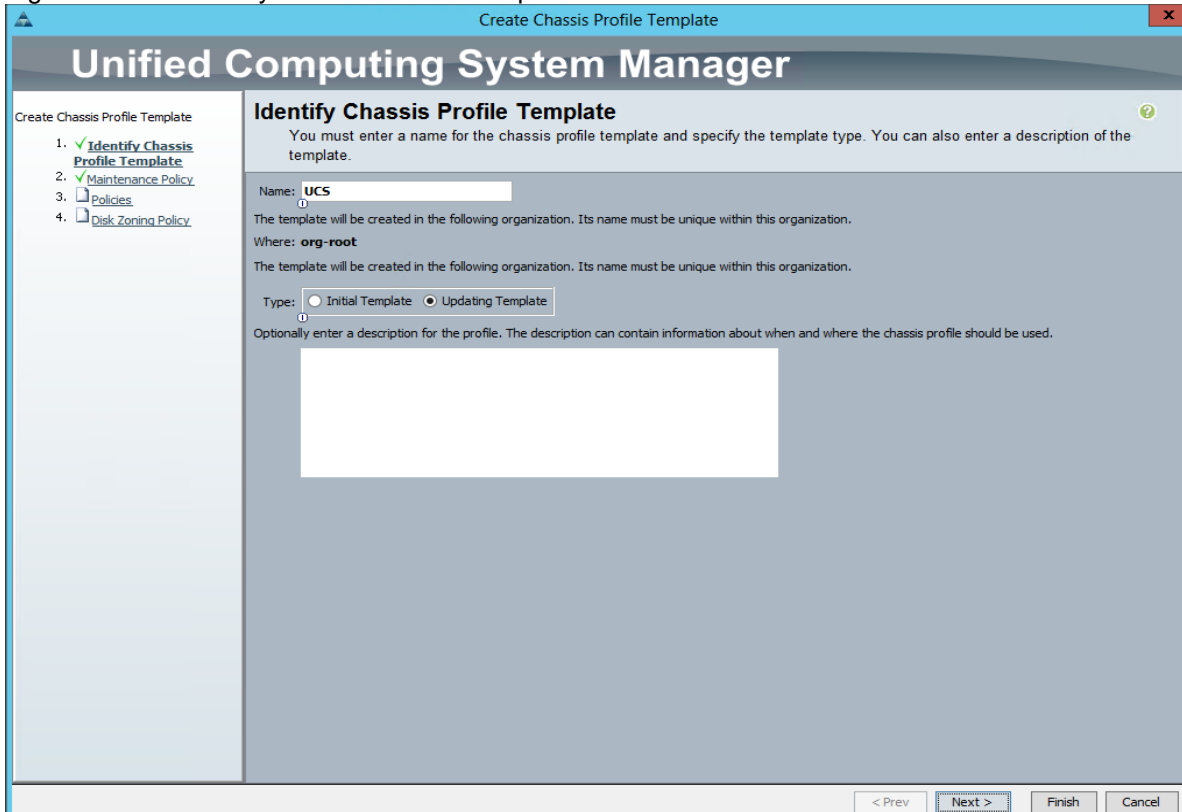 Create Chassis Profile Template
x
Unified Computing System Manager
Create Chassis Profile Template
1. Identify Chassis
Profile Template
2. Maintenance Policy
3. Policies
4. Disk Zoning Policy
Identify Chassis Profile Template
?
You must enter a name for the chassis profile template and specify the template type. You can also enter a description of the
template.
Name: UCS
The template will be created in the following organization. Its name must be unique within this organization.
Where: org-root
The template will be created in the following organization. Its name must be unique within this organization.
Type: Initial Template Updating Template
Optionally enter a description for the profile. The description can contain information about when and where the chassis profile should be used.
< Prev Next > Finish Cancel